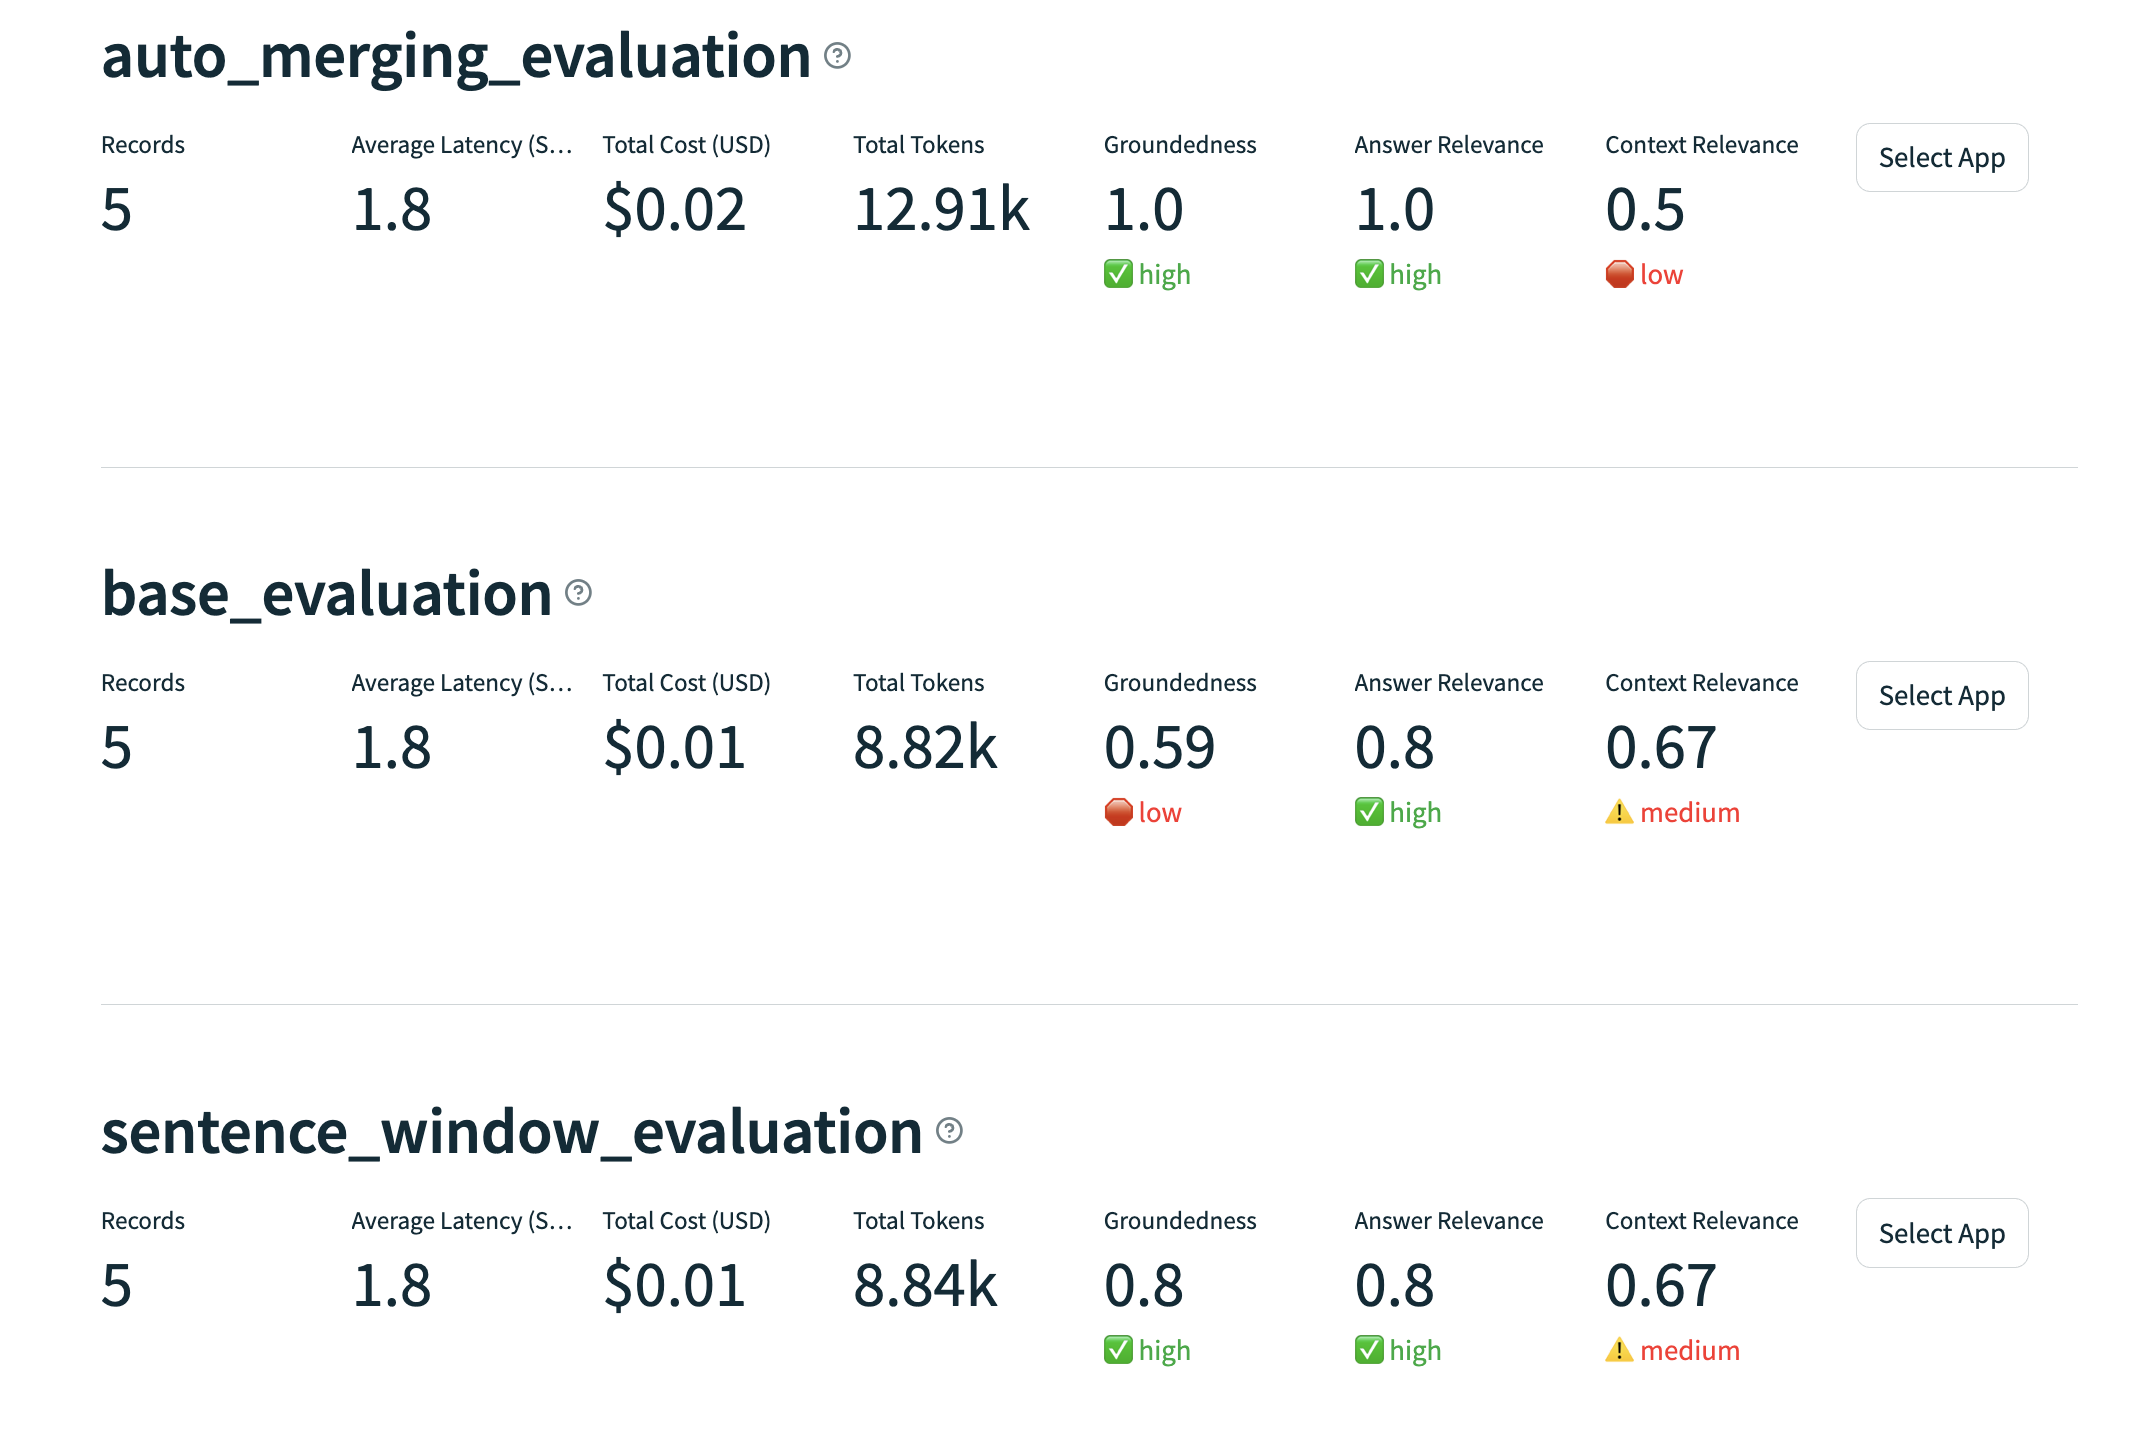 auto_merging_evaluation
Records Average Latency (S... Total Cost (USD) Total Tokens Groundedness Answer Relevance Context Relevance Select App
5 1.8 $0.02 12.91k 1.0 1.0 0.5
high high low
base_evaluation
Records Average Latency (S... Total Cost (USD) Total Tokens Groundedness Answer Relevance Context Relevance Select App
5 1.8 $0.01 8.82k 0.59 0.8 0.67
low high medium
sentence_window_evaluation
Records Average Latency (S... Total Cost (USD) Total Tokens Groundedness Answer Relevance Context Relevance Select App
5 1.8 $0.01 8.84k 0.8 0.8 0.67
high high medium